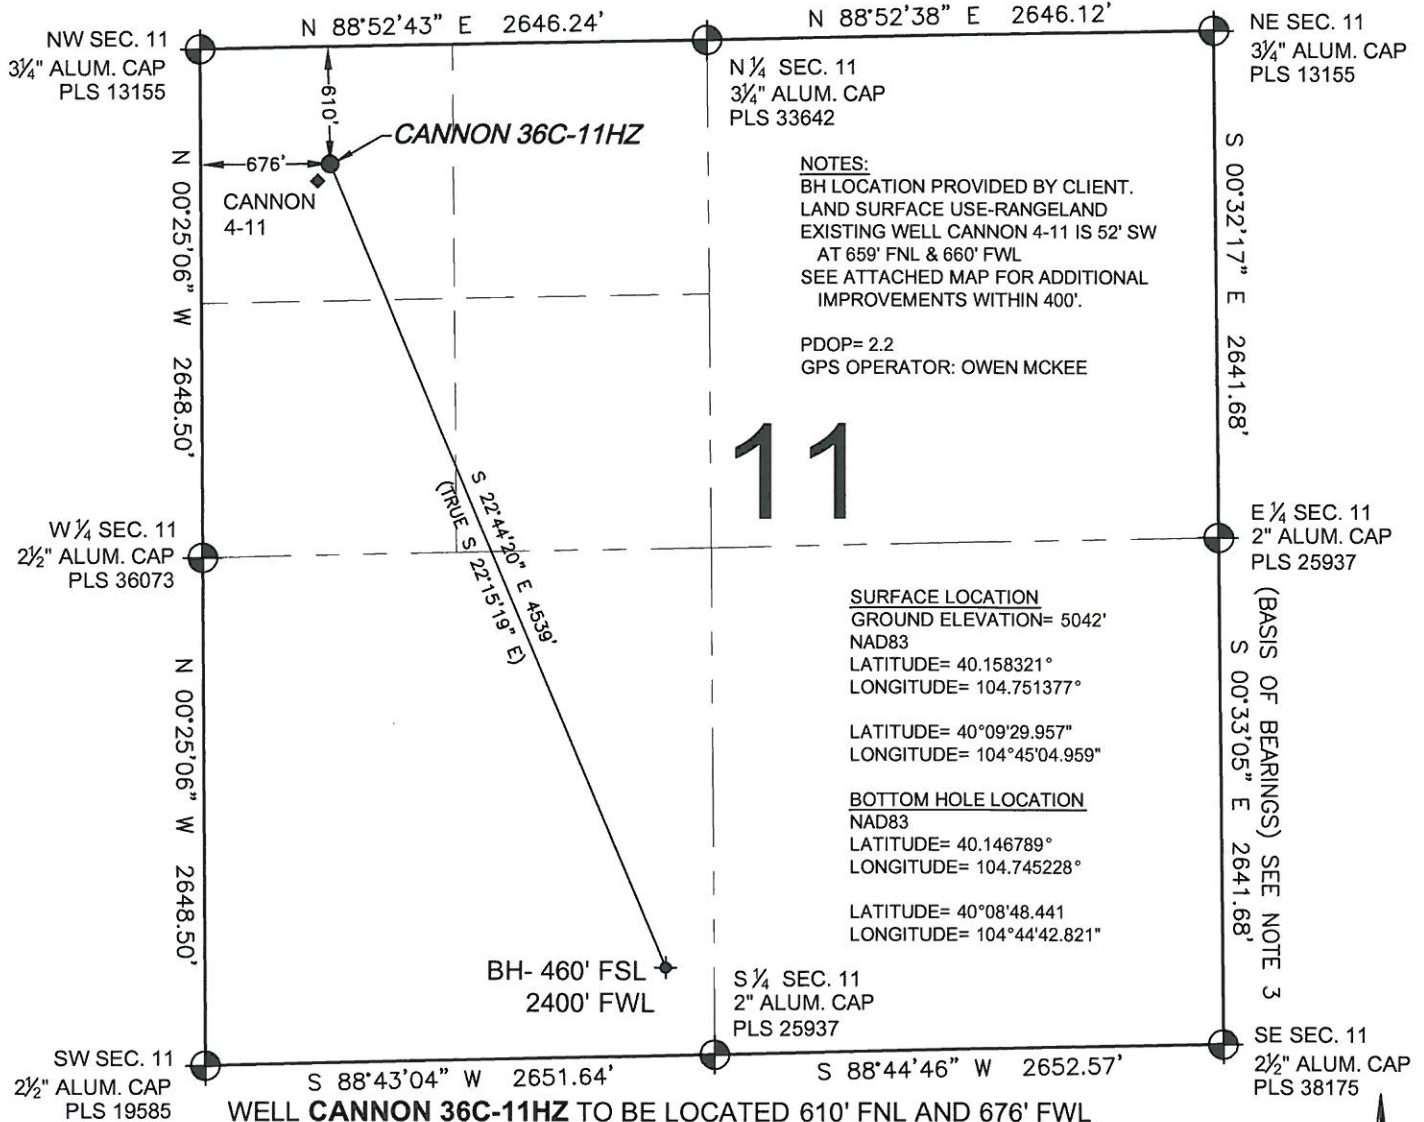 N 88°52'43" E 2646.24'
N 88°52'38" E 2646.12'
NW SEC. 11
3¼" ALUM. CAP
PLS 13155
N ¼ SEC. 11
3¼" ALUM. CAP
PLS 33642
NE SEC. 11
3¼" ALUM. CAP
PLS 13155
610'
676'
CANNON 36C-11HZ
CANNON
4-11
NOTES:
BH LOCATION PROVIDED BY CLIENT.
LAND SURFACE USE-RANGELAND
EXISTING WELL CANNON 4-11 IS 52' SW
AT 659' FNL & 660' FWL
SEE ATTACHED MAP FOR ADDITIONAL
IMPROVEMENTS WITHIN 400'.
PDOP= 2.2
GPS OPERATOR: OWEN MCKEE
N 00°25'06" W 2648.50'
S 00°32'17" E 2641.68'
11
S 22°44'20" E 4539'
(TRUE S 22°15'19" E)
W ¼ SEC. 11
2½" ALUM. CAP
PLS 36073
E ¼ SEC. 11
2" ALUM. CAP
PLS 25937
SURFACE LOCATION
GROUND ELEVATION= 5042'
NAD83
LATITUDE= 40.158321°
LONGITUDE= 104.751377°
LATITUDE= 40°09'29.957"
LONGITUDE= 104°45'04.959"
BOTTOM HOLE LOCATION
NAD83
LATITUDE= 40.146789°
LONGITUDE= 104.745228°
LATITUDE= 40°08'48.441
LONGITUDE= 104°44'42.821"
N 00°25'06" W 2648.50'
S 00°33'05" E 2641.68'
(BASIS OF BEARINGS) SEE NOTE 3
BH- 460' FSL
2400' FWL
S ¼ SEC. 11
2" ALUM. CAP
PLS 25937
SW SEC. 11
2½" ALUM. CAP
PLS 19585
SE SEC. 11
2½" ALUM. CAP
PLS 38175
S 88°43'04" W 2651.64'
S 88°44'46" W 2652.57'
WELL CANNON 36C-11HZ TO BE LOCATED 610' FNL AND 676' FWL